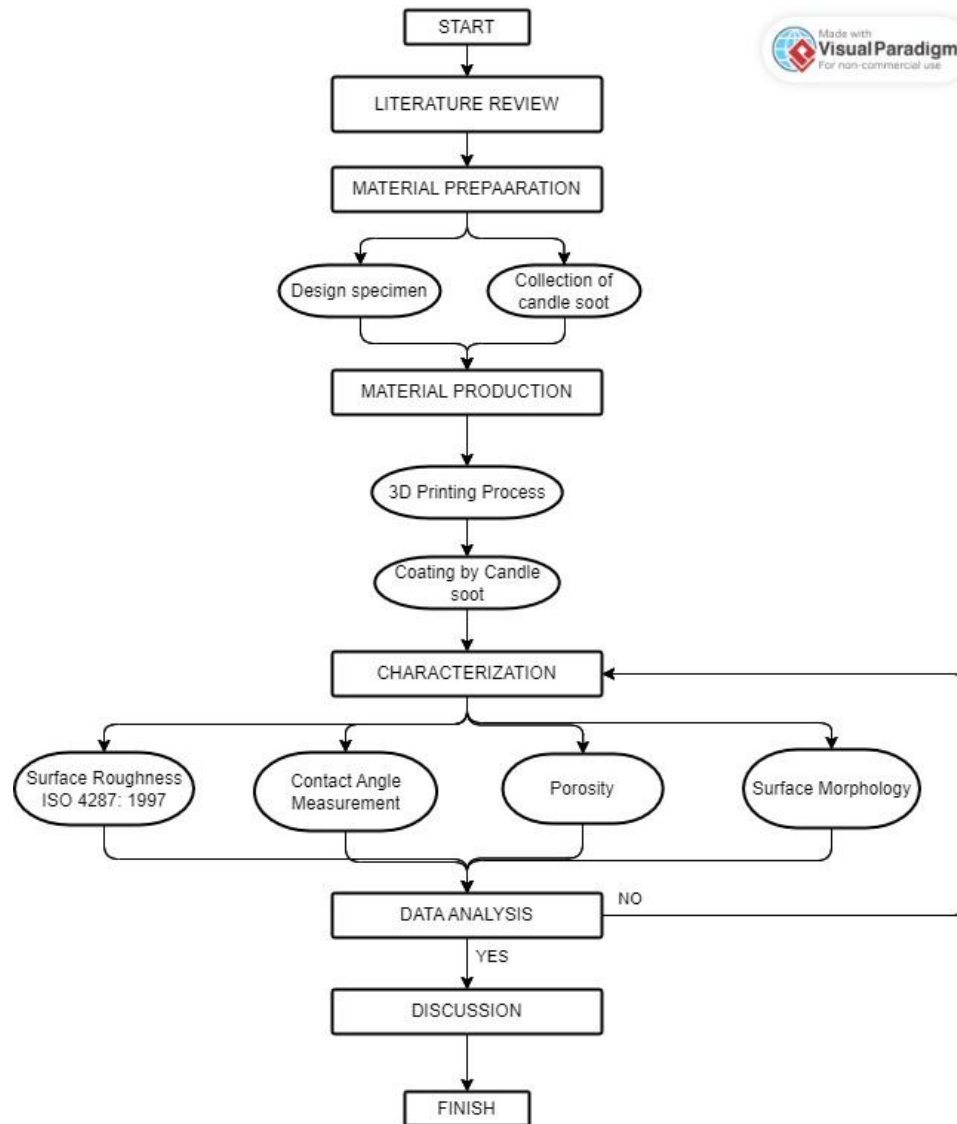 START
Made with
Visual Paradigm
For non-commercial use
LITERATURE REVIEW
MATERIAL PREPAARATION
Design specimen
Collection of
candle soot
MATERIAL PRODUCTION
3D Printing Process
Coating by Candle
soot
CHARACTERIZATION
Surface Roughness
ISO 4287: 1997
Contact Angle
Measurement
Porosity
Surface Morphology
DATA ANALYSIS
NO
YES
DISCUSSION
FINISH